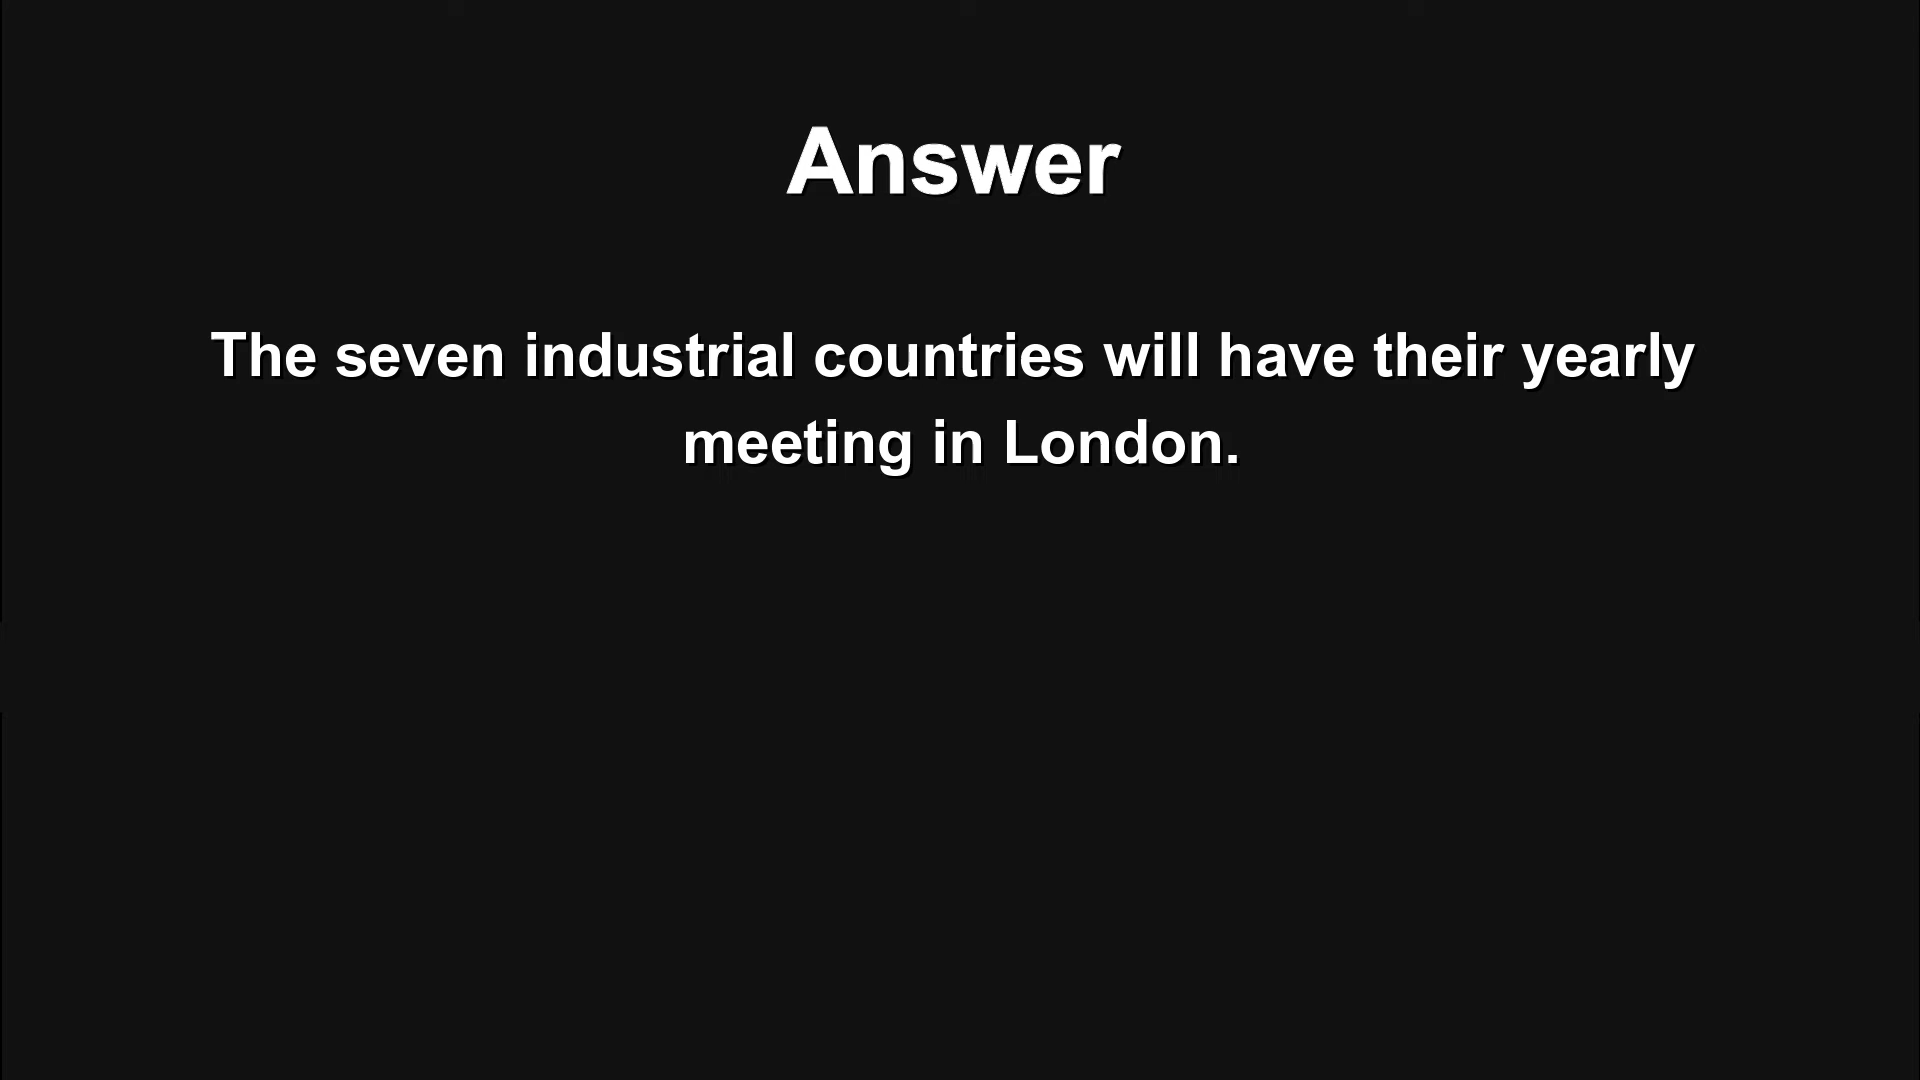 Answer
The seven industrial countries will have their yearly
meeting in London.